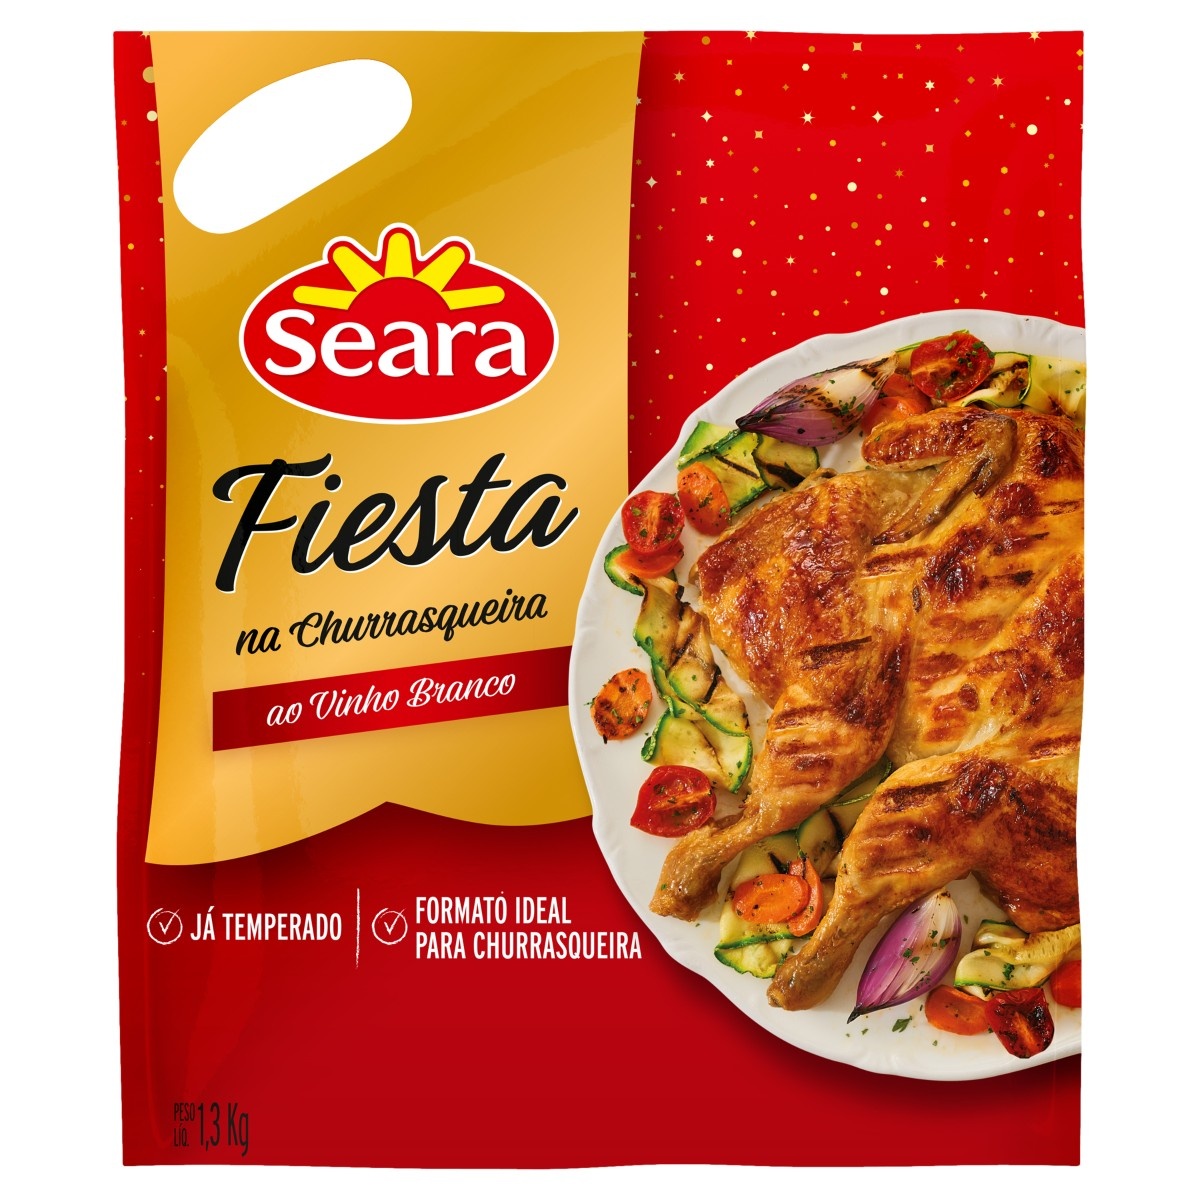 Seara
Fiesta
na Churrasqueira
ao Vinho Branco
JÁ TEMPERADO
FORMATO IDEAL
PARA CHURRASQUEIRA
PESO
LÍQ. 1,3 Kg